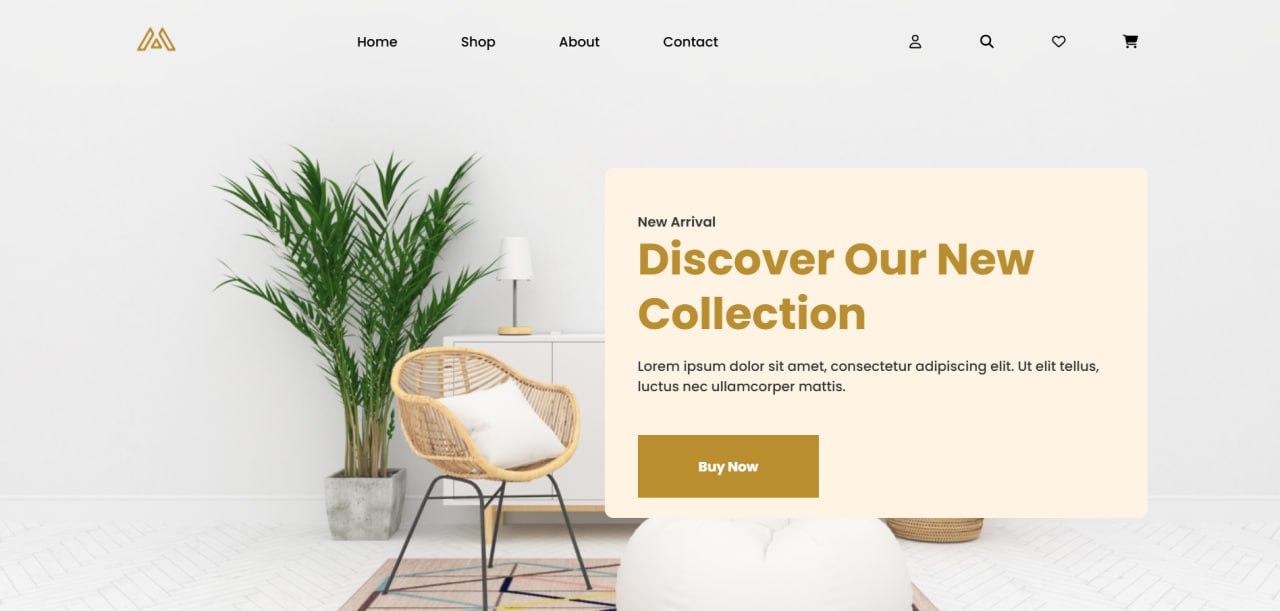 Home Shop About Contact
New Arrival
Discover Our New
Collection
Lorem ipsum dolor sit amet, consectetur adipiscing elit. Ut elit tellus,
luctus nec ullamcorper mattis.
Buy Now